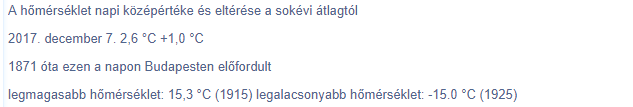 A hőmérséklet napi középértéke és eltérése a sokévi átlagtól
2017. december 7. 2,6 °C +1,0 °C
1871 óta ezen a napon Budapesten előfordult
legmagasabb hőmérséklet: 15,3 °C (1915) legalacsonyabb hőmérséklet: -15.0 °C (1925)